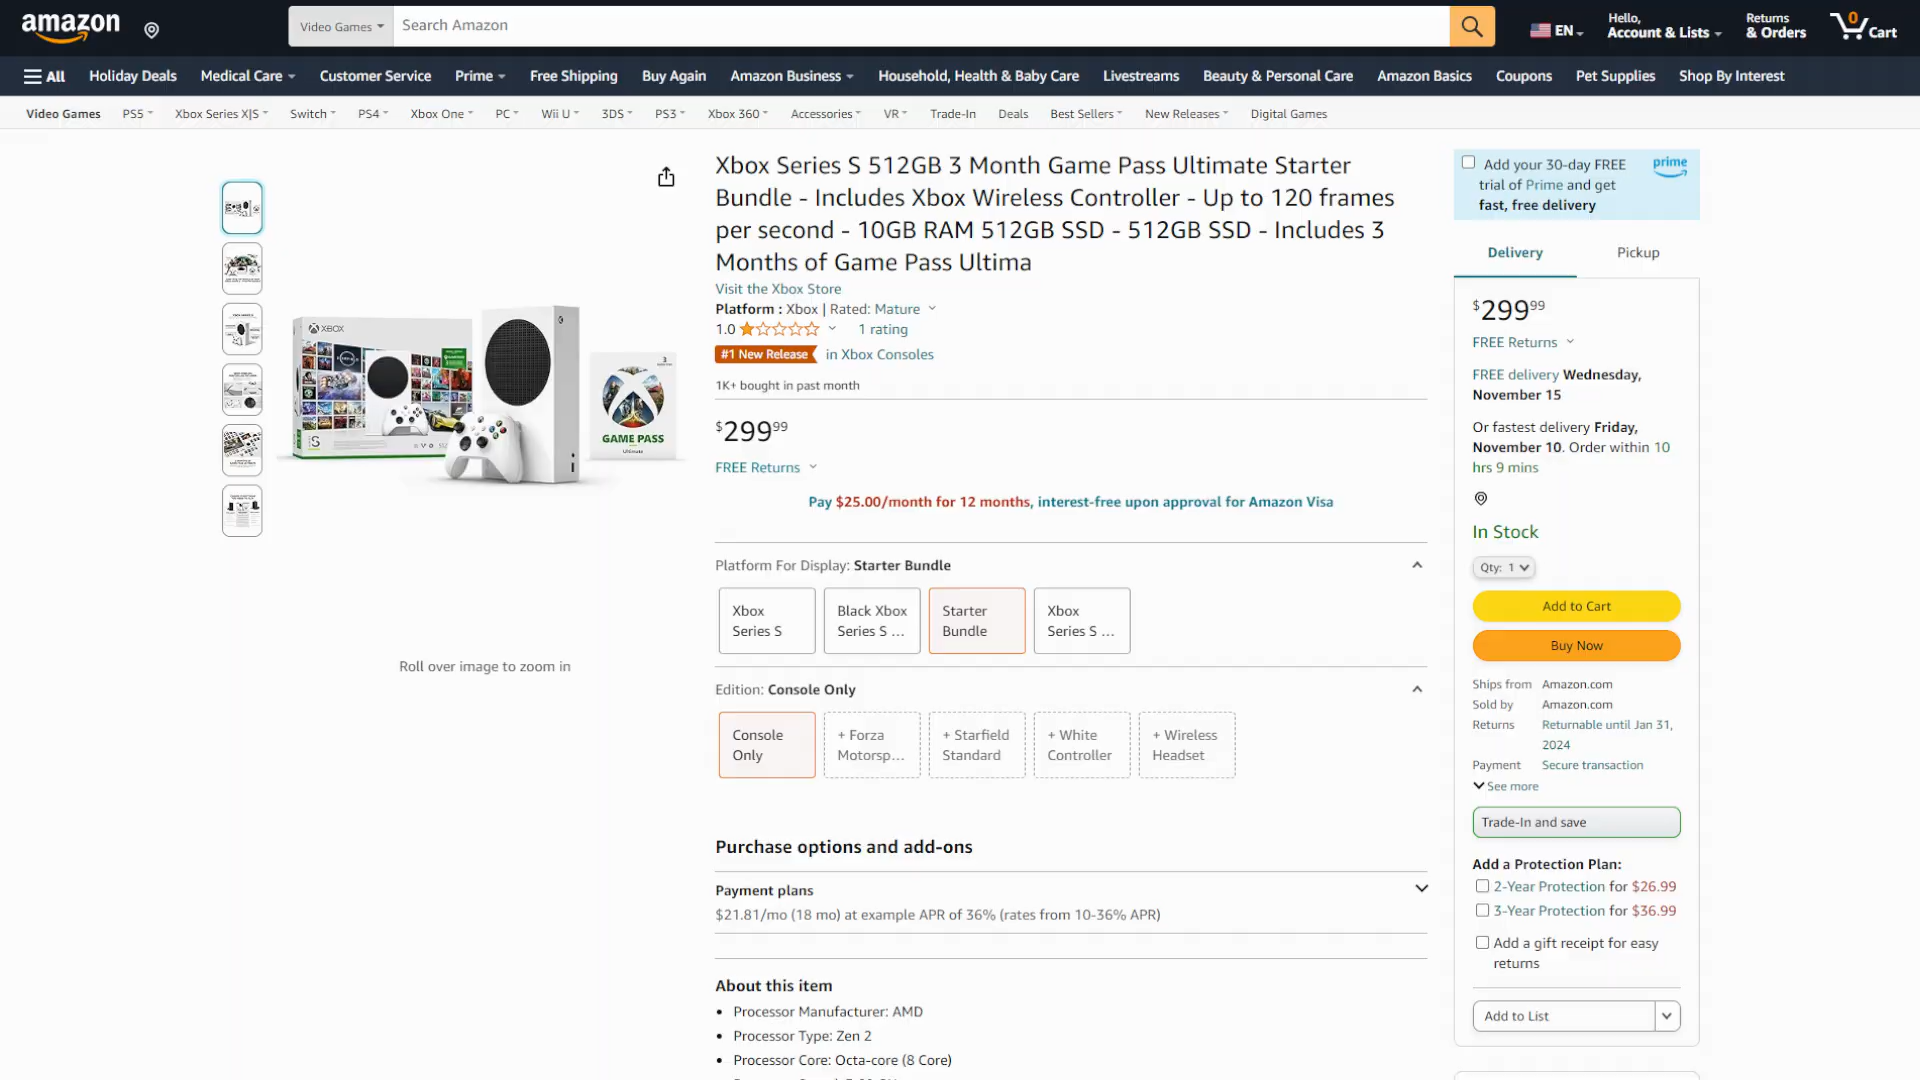 amazon
Video Games
Search Amazon
EN
Hello,
Account & Lists
Returns
& Orders
0
Cart
All
Holiday Deals
Medical Care
Customer Service
Prime
Free Shipping
Buy Again
Amazon Business
Household, Health & Baby Care
Livestreams
Beauty & Personal Care
Amazon Basics
Coupons
Pet Supplies
Shop By Interest
Video Games
PS5
Xbox Series X|S
Switch
PS4
Xbox One
PC
Wii U
3DS
PS3
Xbox 360
Accessories
VR
Trade-In
Deals
Best Sellers
New Releases
Digital Games
XBOX
S
3
GAME PASS
Ultimate
Roll over image to zoom in
Xbox Series S 512GB 3 Month Game Pass Ultimate Starter
Bundle - Includes Xbox Wireless Controller - Up to 120 frames
per second - 10GB RAM 512GB SSD - 512GB SSD - Includes 3
Months of Game Pass Ultima
Visit the Xbox Store
Platform : Xbox | Rated: Mature
1.0
1 rating
#1 New Release
in Xbox Consoles
1K+ bought in past month
$299.99
FREE Returns
Pay $25.00/month for 12 months, interest-free upon approval for Amazon Visa
Platform For Display: Starter Bundle
Xbox
Series S
Black Xbox
Series S ...
Starter
Bundle
Xbox
Series S ...
Edition: Console Only
Console
Only
+ Forza
Motorsp...
+ Starfield
Standard
+ White
Controller
+ Wireless
Headset
Purchase options and add-ons
Payment plans
$21.81/mo (18 mo) at example APR of 36% (rates from 10-36% APR)
About this item
• Processor Manufacturer: AMD
• Processor Type: Zen 2
• Processor Core: Octa-core (8 Core)
Add your 30-day FREE
trial of Prime and get
fast, free delivery
prime
Delivery
Pickup
$299.99
FREE Returns
FREE delivery Wednesday,
November 15
Or fastest delivery Friday,
November 10. Order within 10
hrs 9 mins
In Stock
Qty: 1
Add to Cart
Buy Now
Ships from Amazon.com
Sold by Amazon.com
Returns Returnable until Jan 31,
2024
Payment Secure transaction
See more
Trade-In and save
Add a Protection Plan:
2-Year Protection for $26.99
3-Year Protection for $36.99
Add a gift receipt for easy
returns
Add to List